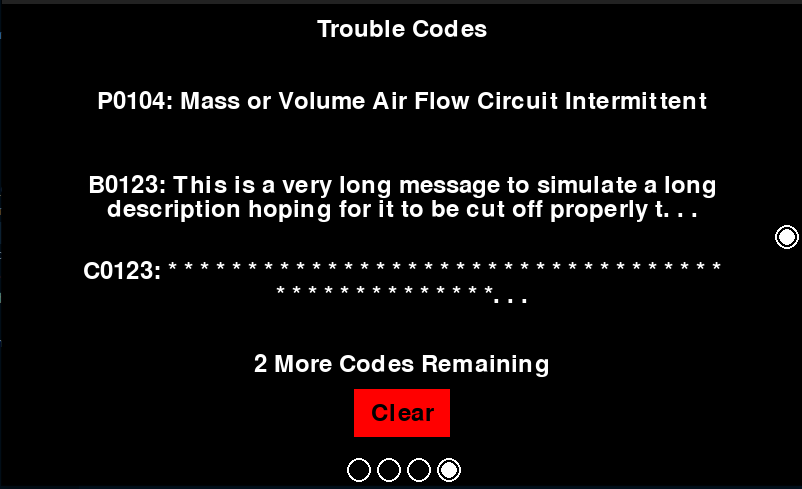 Trouble Codes
P0104: Mass or Volume Air Flow Circuit Intermittent
B0123: This is a very long message to simulate a long
description hoping for it to be cut off properly t. . .
C0123: * * * * * * * * * * * * * * * * * * * * * * * * * * * * * * * * * * *
* * * * * * * * * * * * * *. . .
2 More Codes Remaining
Clear